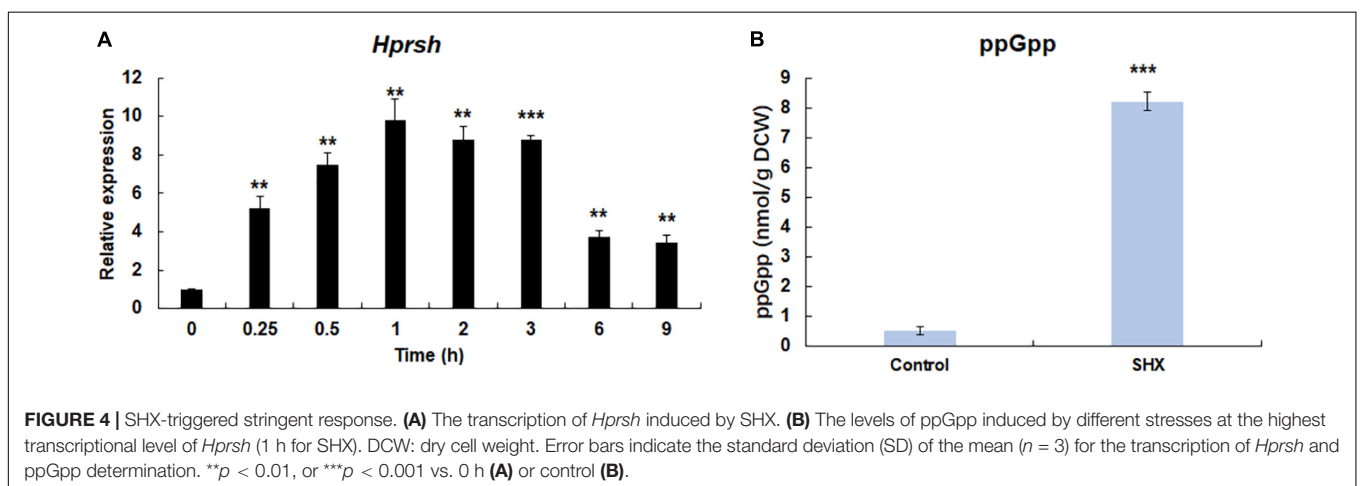 A
Hprsh
Relative expression
12
10
8
6
4
2
0
**
**
**
**
***
**
**
0 0.25 0.5 1 2 3 6 9
Time (h)
B
ppGpp
ppGpp (nmol/g DCW)
9
8
7
6
5
4
3
2
1
0
***
Control SHX
FIGURE 4 | SHX-triggered stringent response. (A) The transcription of Hprsh induced by SHX. (B) The levels of ppGpp induced by different stresses at the highest
transcriptional level of Hprsh (1 h for SHX). DCW: dry cell weight. Error bars indicate the standard deviation (SD) of the mean (n = 3) for the transcription of Hprsh and
ppGpp determination. **p < 0.01, or ***p < 0.001 vs. 0 h (A) or control (B).